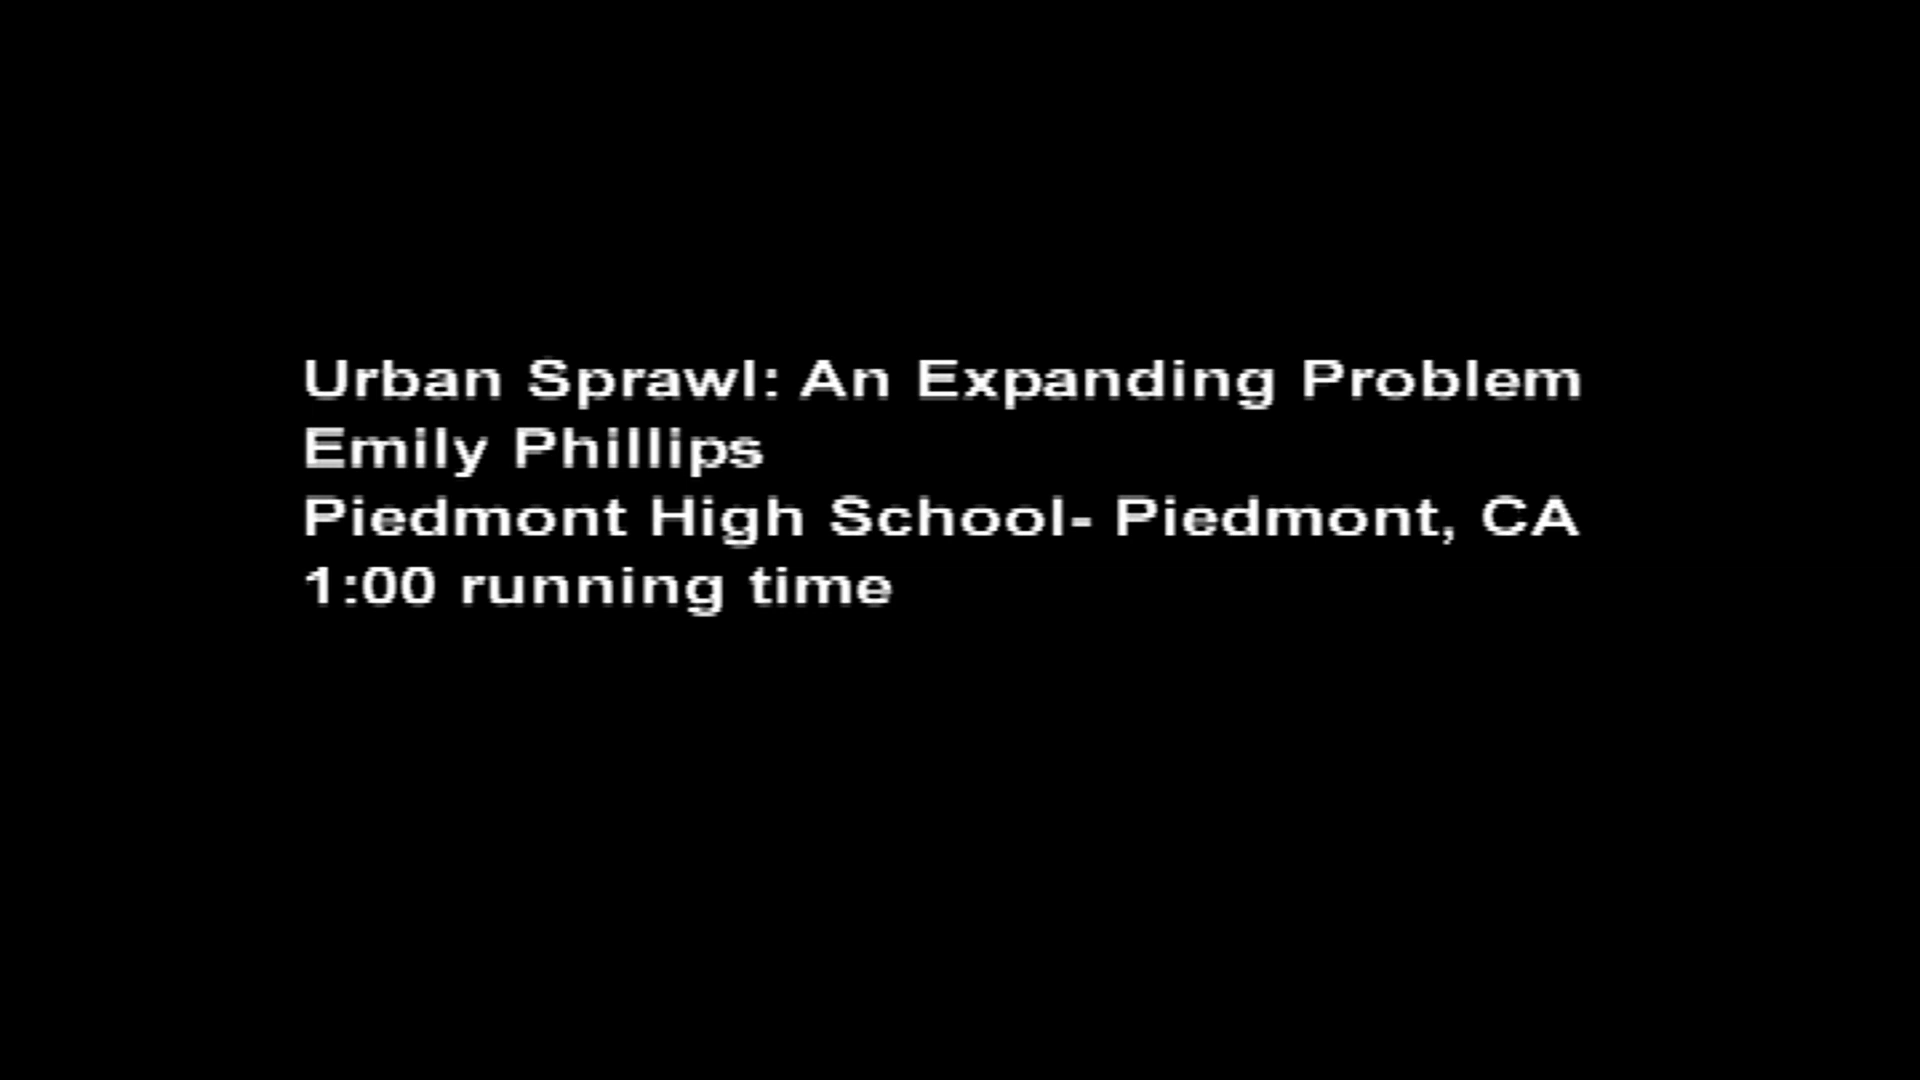 Urban Sprawl: An Expanding Problem
Emily Phillips
Piedmont High School- Piedmont, CA
1:00 running time